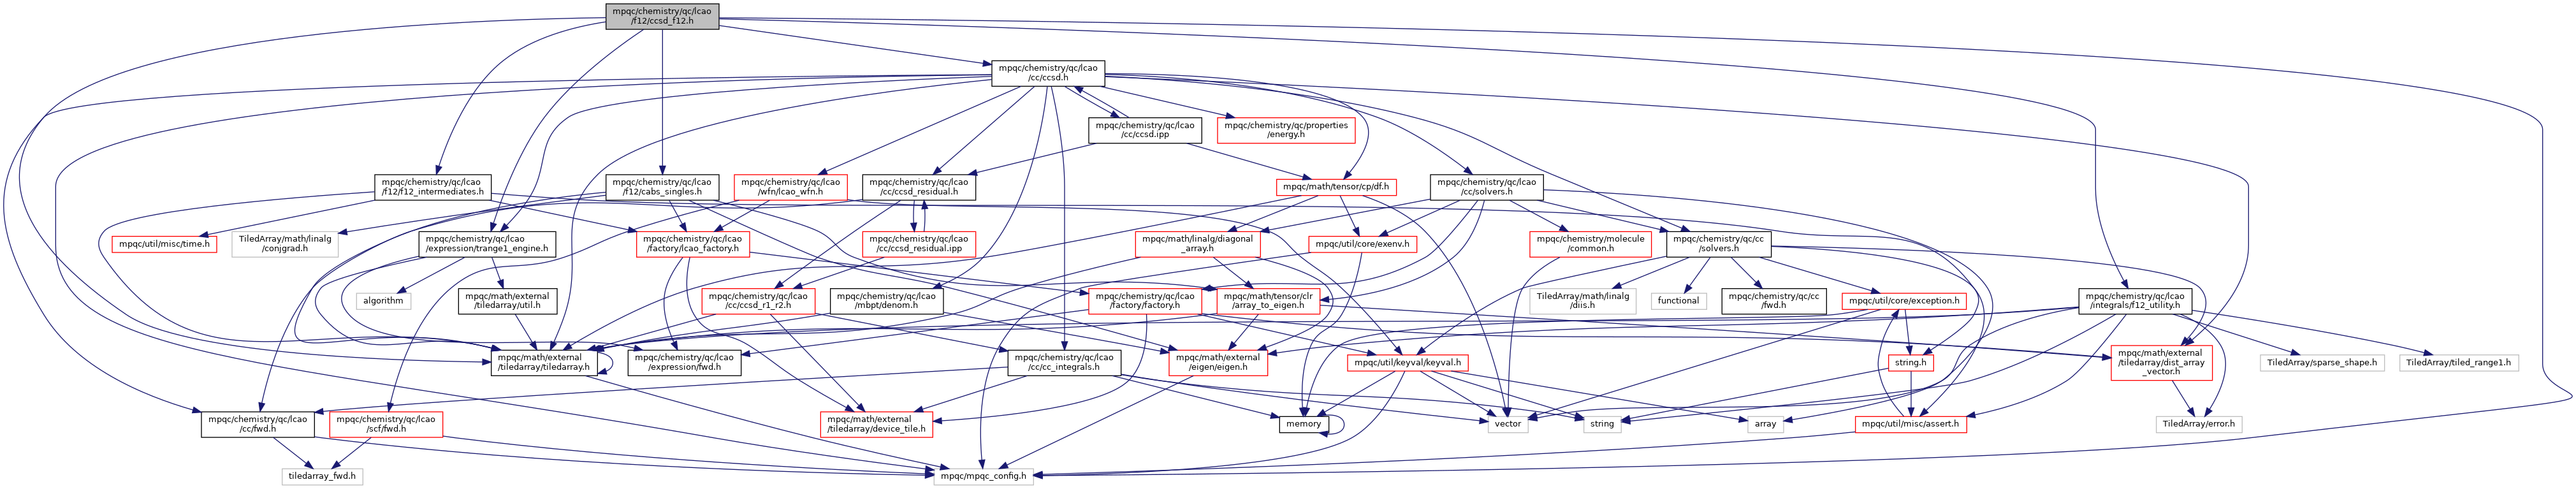 mpqc/chemistry/qc/lcao
/f12/ccsd_f12.h
mpqc/chemistry/qc/lcao
/cc/ccsd.h
mpqc/chemistry/qc/lcao
/cc/ccsd.ipp
mpqc/chemistry/qc/properties
/energy.h
mpqc/chemistry/qc/lcao
/f12/f12_intermediates.h
mpqc/chemistry/qc/lcao
/f12/cabs_singles.h
mpqc/chemistry/qc/lcao
/wfn/lcao_wfn.h
mpqc/chemistry/qc/lcao
/cc/ccsd_residual.h
mpqc/math/tensor/cp/df.h
mpqc/chemistry/qc/lcao
/cc/solvers.h
mpqc/util/misc/time.h
TiledArray/math/linalg
/conjgrad.h
mpqc/chemistry/qc/lcao
/expression/trange1_engine.h
mpqc/chemistry/qc/lcao
/factory/lcao_factory.h
mpqc/chemistry/qc/lcao
/cc/ccsd_residual.ipp
mpqc/math/linalg/diagonal
_array.h
mpqc/util/core/exenv.h
mpqc/chemistry/molecule
/common.h
mpqc/chemistry/qc/cc
/solvers.h
algorithm
mpqc/math/external
/tiledarray/util.h
mpqc/chemistry/qc/lcao
/cc/ccsd_r1_r2.h
mpqc/chemistry/qc/lcao
/mbpt/denom.h
mpqc/chemistry/qc/lcao
/factory/factory.h
mpqc/math/tensor/clr
/array_to_eigen.h
TiledArray/math/linalg
/diis.h
functional
mpqc/chemistry/qc/cc
/fwd.h
mpqc/util/core/exception.h
mpqc/chemistry/qc/lcao
/integrals/f12_utility.h
mpqc/math/external
/tiledarray/tiledarray.h
mpqc/chemistry/qc/lcao
/expression/fwd.h
mpqc/chemistry/qc/lcao
/cc/cc_integrals.h
mpqc/math/external
/eigen/eigen.h
mpqc/util/keyval/keyval.h
string.h
mpqc/math/external
/tiledarray/dist_array
_vector.h
TiledArray/sparse_shape.h
TiledArray/tiled_range1.h
mpqc/chemistry/qc/lcao
/cc/fwd.h
mpqc/chemistry/qc/lcao
/scf/fwd.h
mpqc/math/external
/tiledarray/device_tile.h
memory
vector
string
array
mpqc/util/misc/assert.h
TiledArray/error.h
tiledarray_fwd.h
mpqc/mpqc_config.h